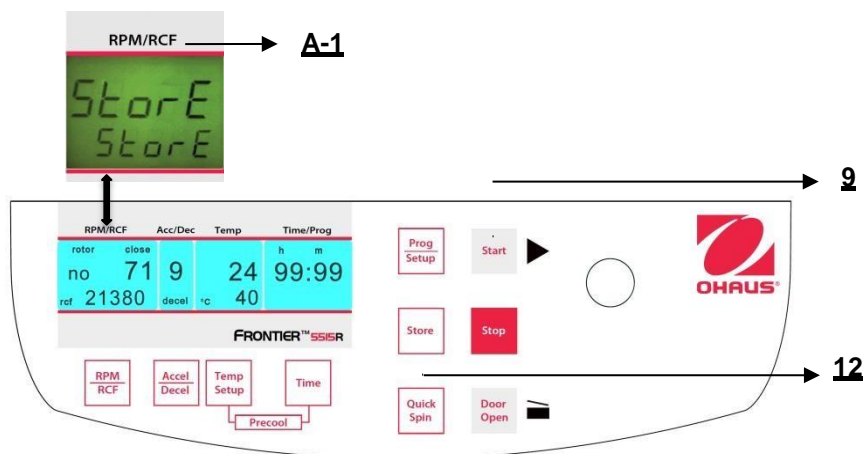 RPM/RCF
A-1
StorE
StorE
9
RPM/RCF Acc/Dec Temp Time/Prog
rotor close h m
no 71 9 24 99:99
rcf 21380 decel °C 40
FRONTIER™ 5515R
RPM
RCF
Accel
Decel
Temp
Setup
Time
Precool
Prog
Setup
Start
Store
Stop
12
Quick
Spin
Door
Open
OHAUS®